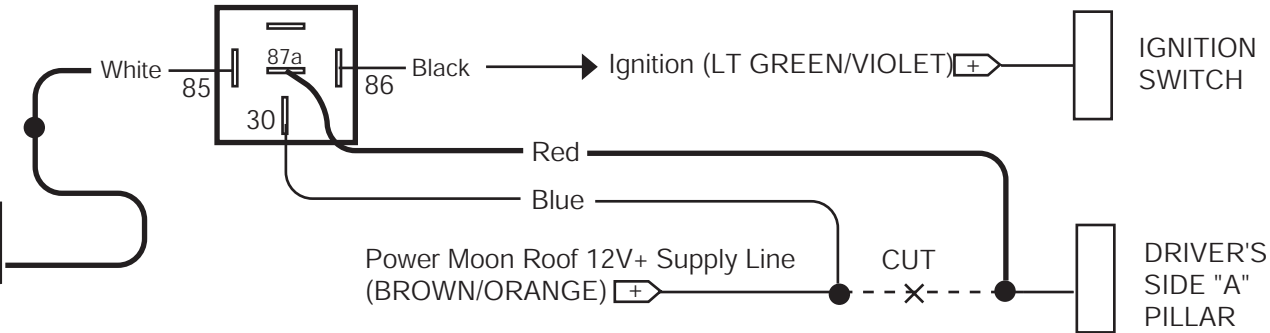 87a
White
85
86
Black
Ignition (LT GREEN/VIOLET)
+
IGNITION
SWITCH
30
Red
Blue
Power Moon Roof 12V+ Supply Line
(BROWN/ORANGE)
+
CUT
DRIVER'S
SIDE "A"
PILLAR